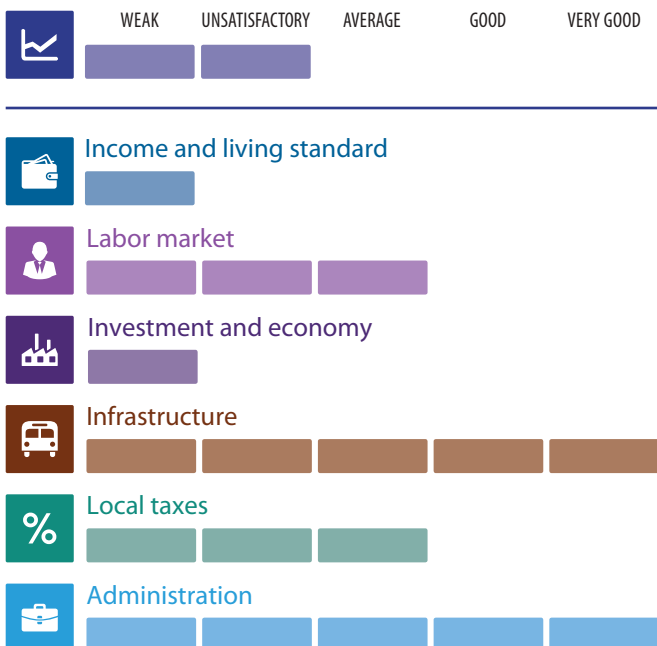 WEAK UNSATISFACTORY AVERAGE GOOD VERY GOOD
Income and living standard
Labor market
Investment and economy
Infrastructure
Local taxes
%
Administration